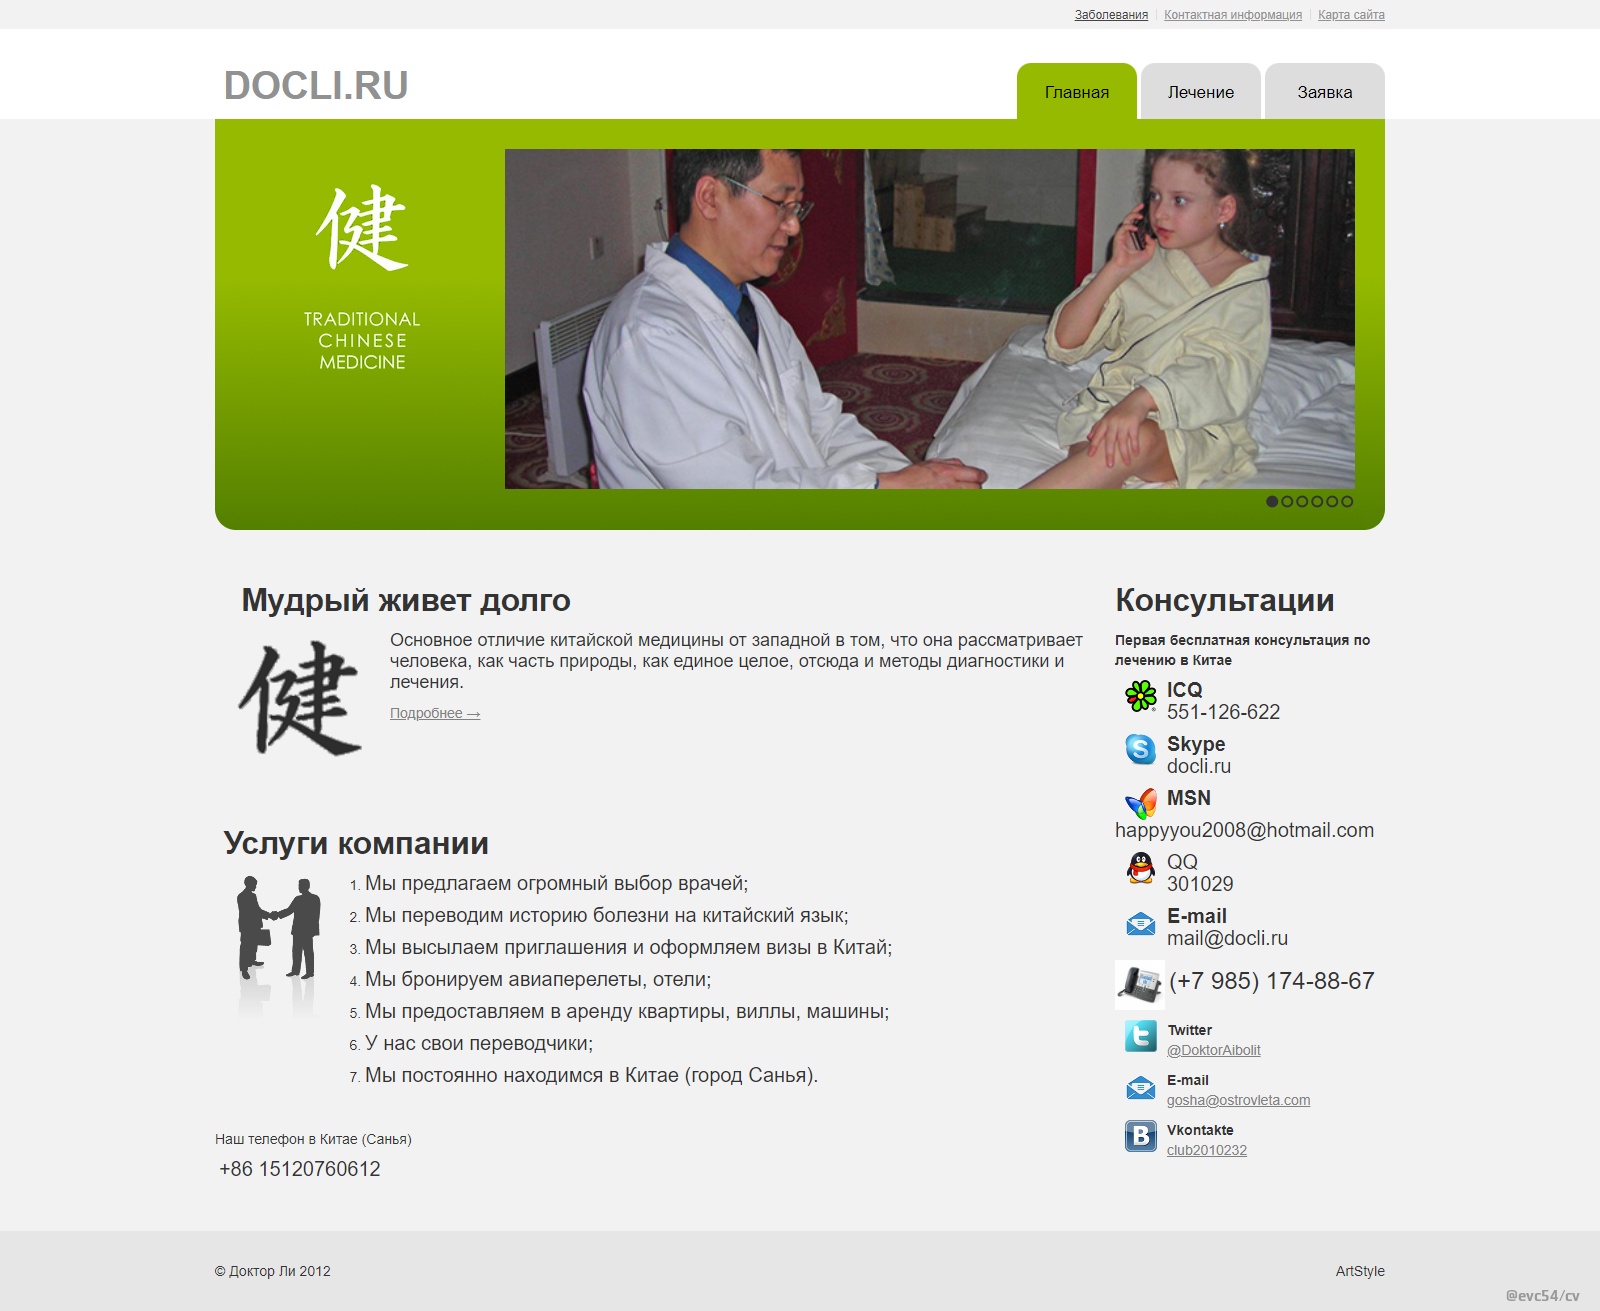 Заболевания
Контактная информация
Карта сайта
DOCLI.RU
Главная
Лечение
Заявка
健
TRADITIONAL
CHINESE
MEDICINE
Мудрый живет долго
健
Основное отличие китайской медицины от западной в том, что она рассматривает
человека, как часть природы, как единое целое, отсюда и методы диагностики и
лечения.
Подробнее →
Услуги компании
1. Мы предлагаем огромный выбор врачей;
2. Мы переводим историю болезни на китайский язык;
3. Мы высылаем приглашения и оформляем визы в Китай;
4. Мы бронируем авиаперелеты, отели;
5. Мы предоставляем в аренду квартиры, виллы, машины;
6. У нас свои переводчики;
7. Мы постоянно находимся в Китае (город Санья).
Наш телефон в Китае (Санья)
+86 15120760612
Консультации
Первая бесплатная консультация по
лечению в Китае
ICQ
551-126-622
Skype
docli.ru
MSN
happyyou2008@hotmail.com
QQ
301029
E-mail
mail@docli.ru
(+7 985) 174-88-67
Twitter
@DoktorAibolit
E-mail
gosha@ostrovleta.com
Vkontakte
club2010232
© Доктор Ли 2012
ArtStyle
@evc54/cv